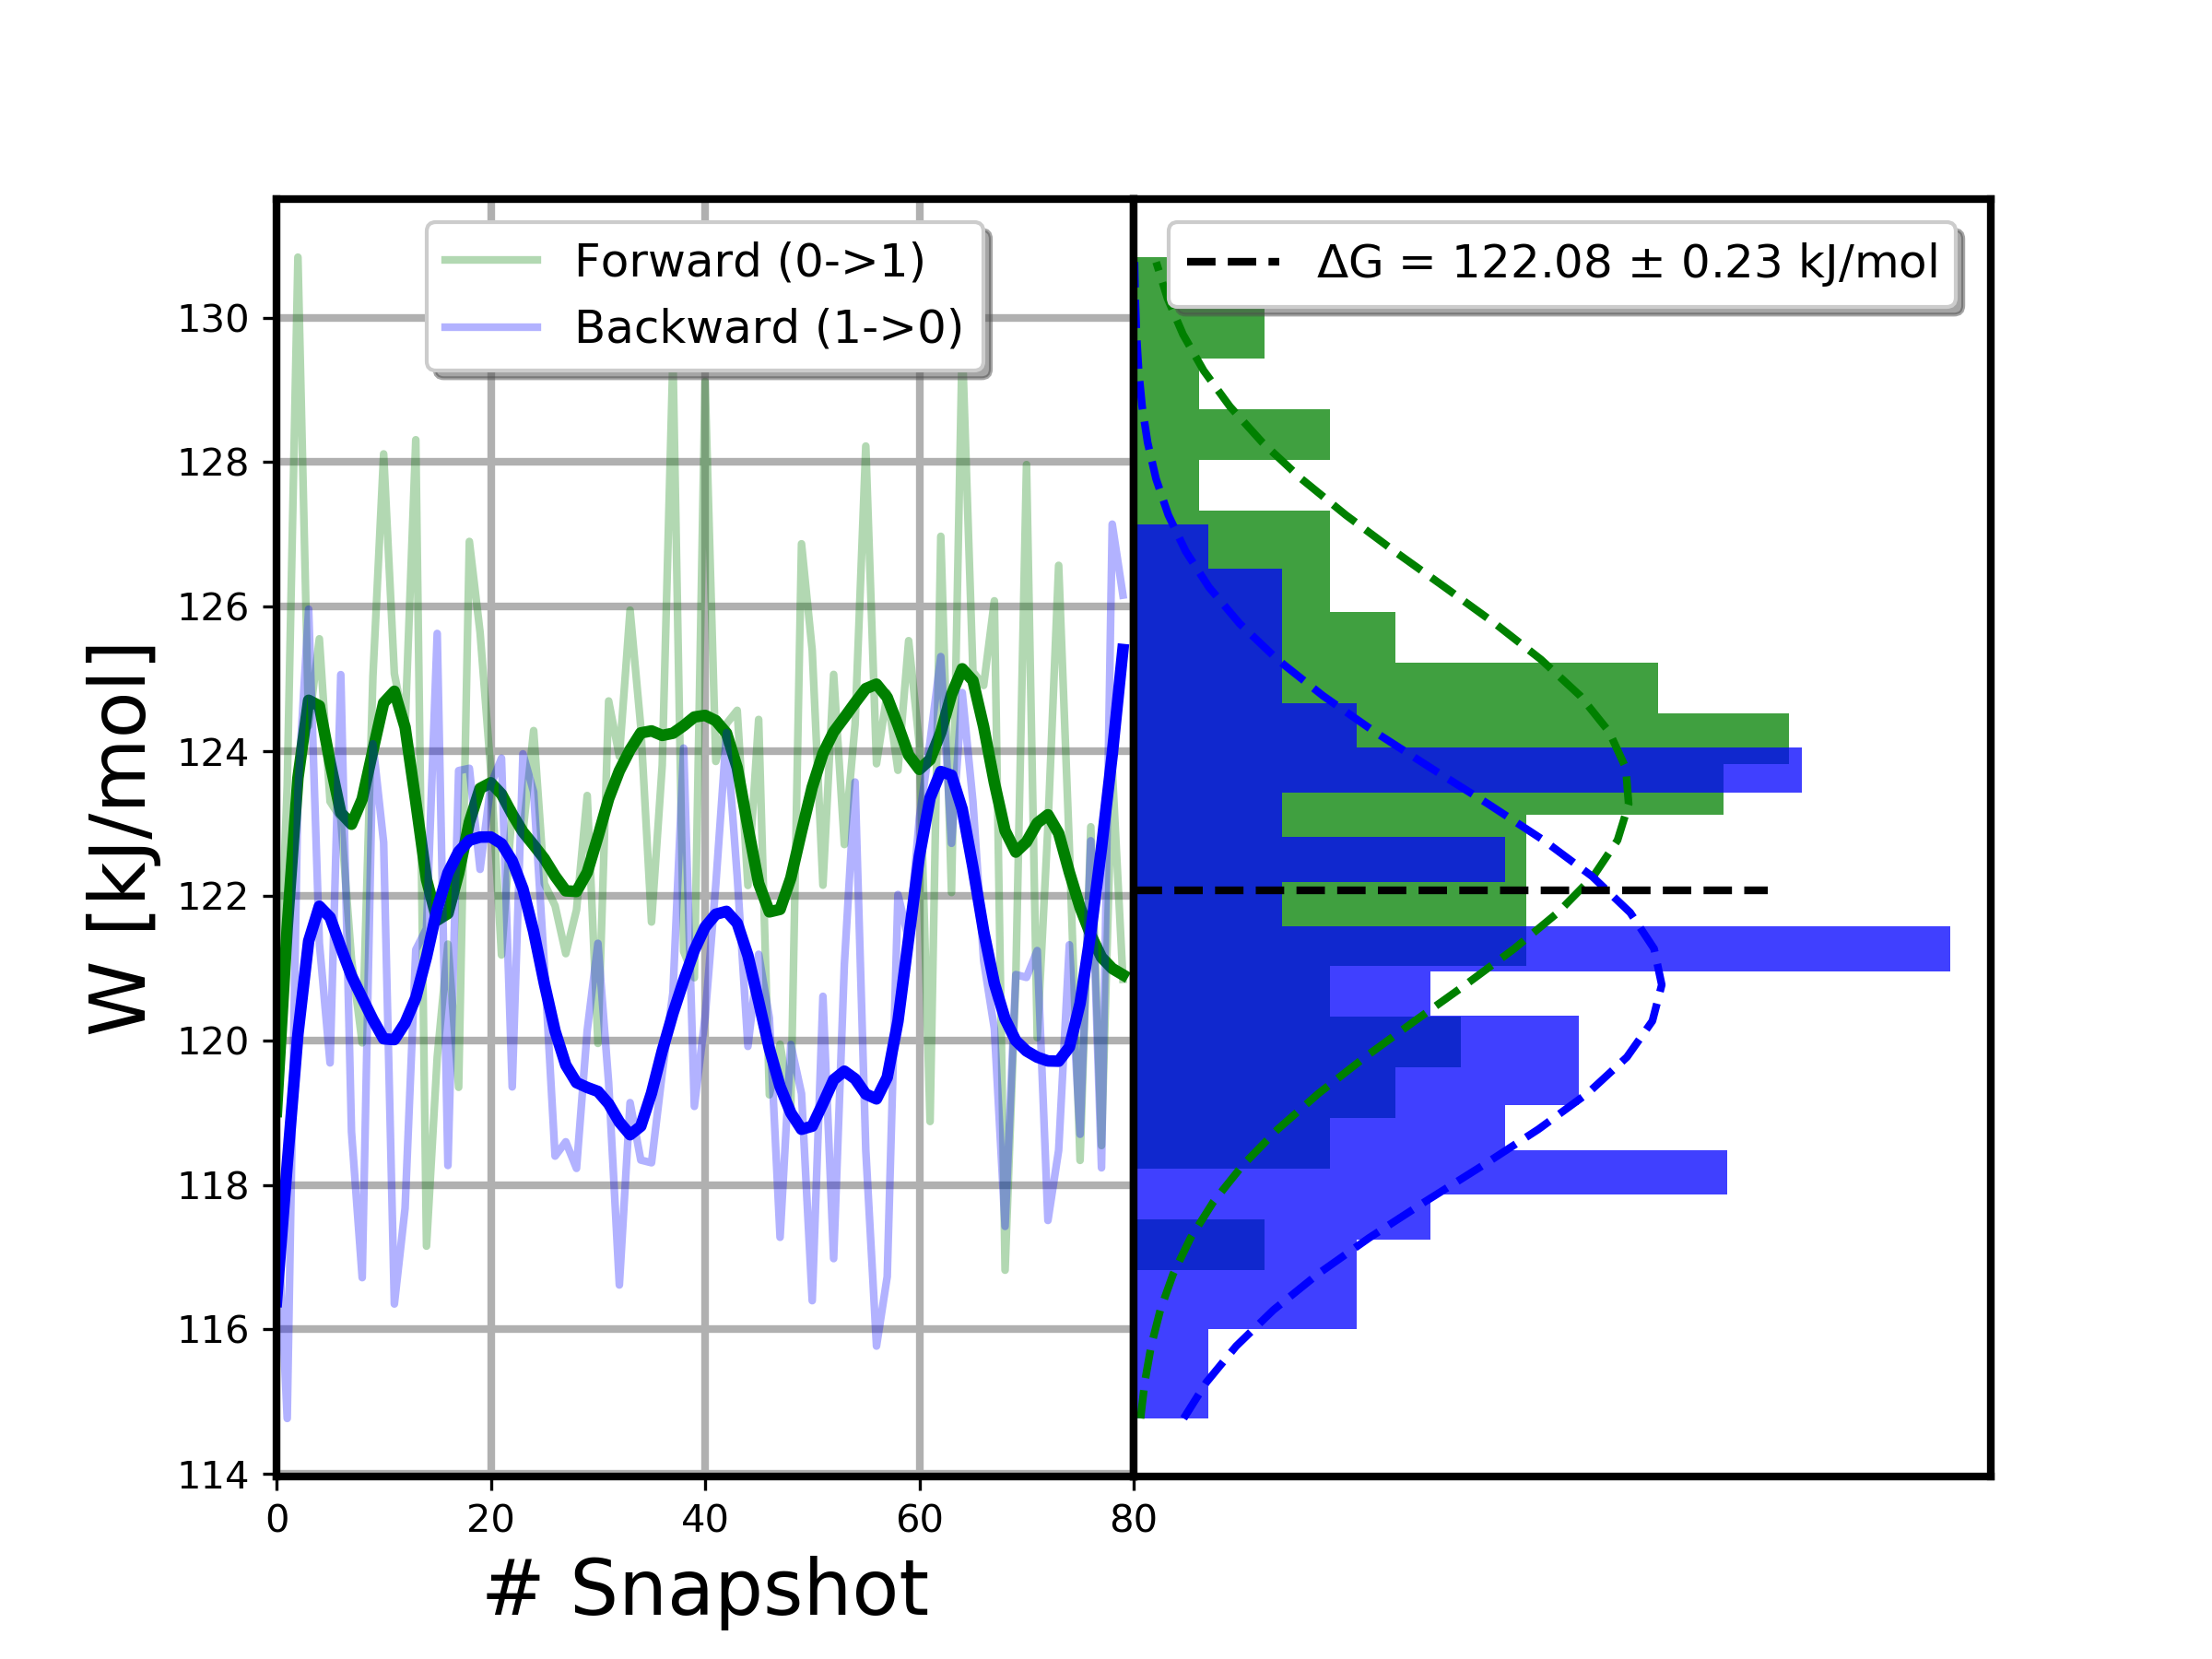 Forward (0->1)
Backward (1->0)
ΔG = 122.08 ± 0.23 kJ/mol
W [kJ/mol]
130
128
126
124
122
120
118
116
114
0 20 40 60 80
# Snapshot